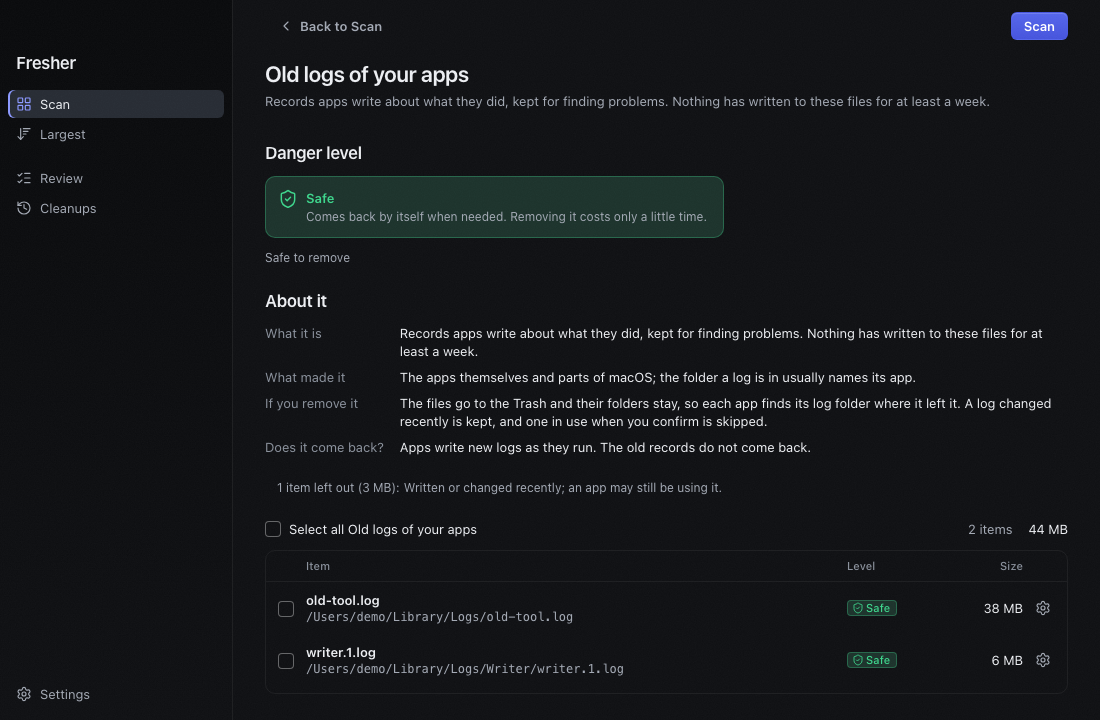 Back to Scan
Scan
Fresher
Scan
Largest
Review
Cleanups
Settings
Old logs of your apps
Records apps write about what they did, kept for finding problems. Nothing has written to these files for at least a week.
Danger level
Safe
Comes back by itself when needed. Removing it costs only a little time.
Safe to remove
About it
What it is
Records apps write about what they did, kept for finding problems. Nothing has written to these files for at
least a week.
What made it
The apps themselves and parts of macOS; the folder a log is in usually names its app.
If you remove it
The files go to the Trash and their folders stay, so each app finds its log folder where it left it. A log changed
recently is kept, and one in use when you confirm is skipped.
Does it come back?
Apps write new logs as they run. The old records do not come back.
1 item left out (3 MB): Written or changed recently; an app may still be using it.
Select all Old logs of your apps
2 items 44 MB
Item Level Size
old-tool.log
/Users/demo/Library/Logs/old-tool.log
Safe
38 MB
writer.1.log
/Users/demo/Library/Logs/Writer/writer.1.log
Safe
6 MB